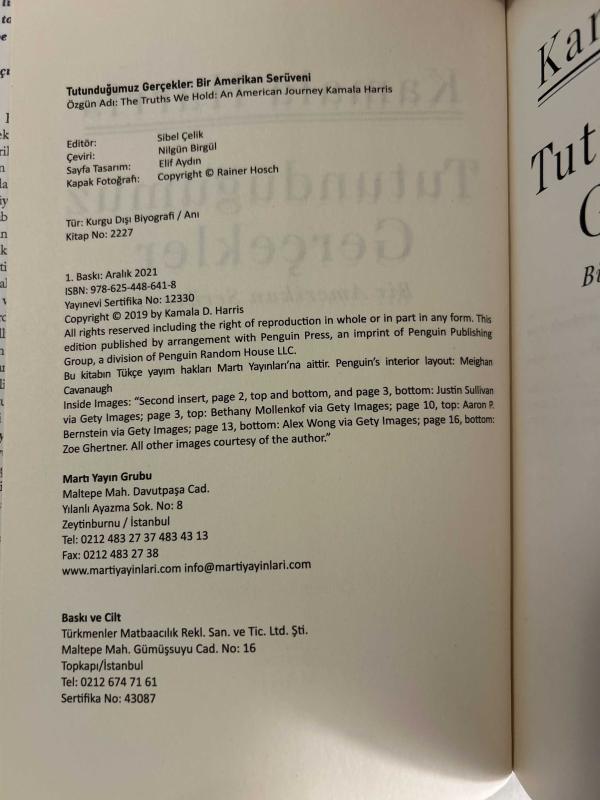 Tutunduğumuz Gerçekler: Bir Amerikan Serüveni
Özgün Adı: The Truths We Hold: An American Journey Kamala Harris
Editör: Sibel Çelik
Çeviri: Nilgün Birgül
Sayfa Tasarım: Elif Aydın
Kapak Fotoğrafı: Copyright © Rainer Hosch
Tür: Kurgu Dışı Biyografi / Anı
Kitap No: 2227
1. Baskı: Aralık 2021
ISBN: 978-625-448-641-8
Yayınevi Sertifika No: 12330
Copyright © 2019 by Kamala D. Harris
All rights reserved including the right of reproduction in whole or in part in any form. This
edition published by arrangement with Penguin Press, an imprint of Penguin Publishing
Group, a division of Penguin Random House LLC.
Bu kitabın Tükçe yayım hakları Martı Yayınları'na aittir. Penguin's interior layout: Meighan
Cavanaugh
Inside Images: “Second insert, page 2, top and bottom, and page 3, bottom: Justin Sullivan
via Gety Images; page 3, top: Bethany Mollenkof via Gety Images; page 10, top: Aaron P.
Bernstein via Gety Images; page 13, bottom: Alex Wong via Gety Images; page 16, bottom:
Zoe Ghertner. All other images courtesy of the author.”
Martı Yayın Grubu
Maltepe Mah. Davutpaşa Cad.
Yılanlı Ayazma Sok. No: 8
Zeytinburnu / İstanbul
Tel: 0212 483 27 37 483 43 13
Fax: 0212 483 27 38
www.martiyayinlari.com info@martiyayinlari.com
Baskı ve Cilt
Türkmenler Matbaacılık Rekl. San. ve Tic. Ltd. Şti.
Maltepe Mah. Gümüşsuyu Cad. No: 16
Topkapı/İstanbul
Tel: 0212 674 71 61
Sertifika No: 43087
Kar
Tut
G
Bi